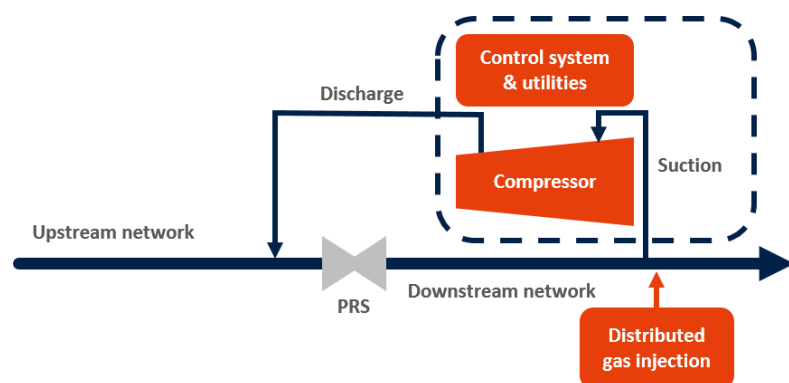 Control system
& utilities
Discharge
Compressor
Suction
Upstream network
PRS
Downstream network
Distributed
gas injection